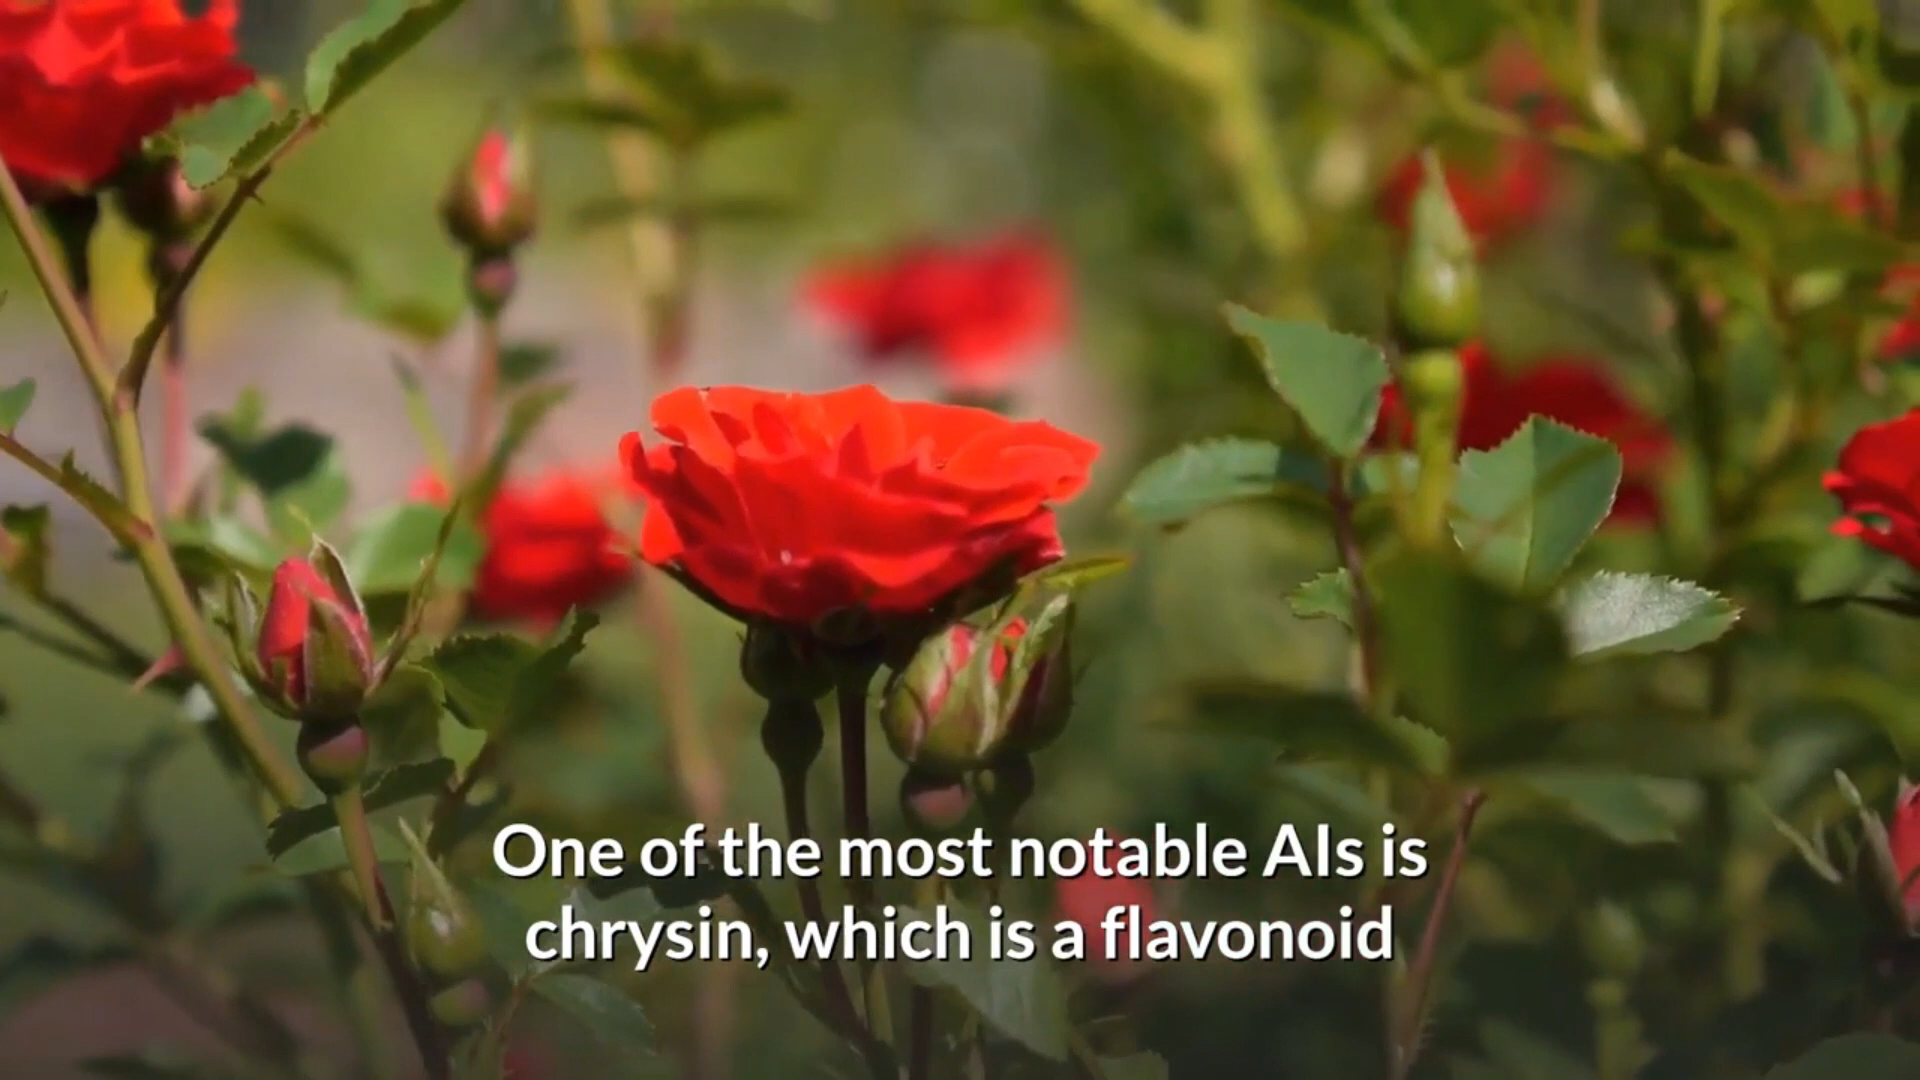 One of the most notable AIs is
chrysin, which is a flavonoid